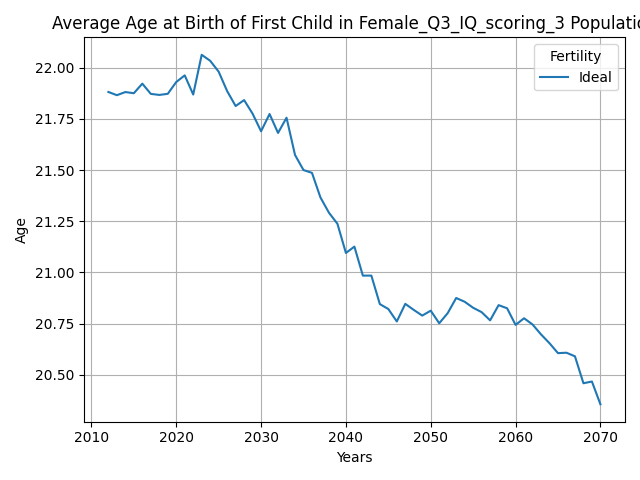 Average Age at Birth of First Child in Female_Q3_IQ_scoring_3 Populatio
Fertility
Ideal
22.00
21.75
21.50
21.25
21.00
20.75
20.50
Age
2010 2020 2030 2040 2050 2060 2070
Years